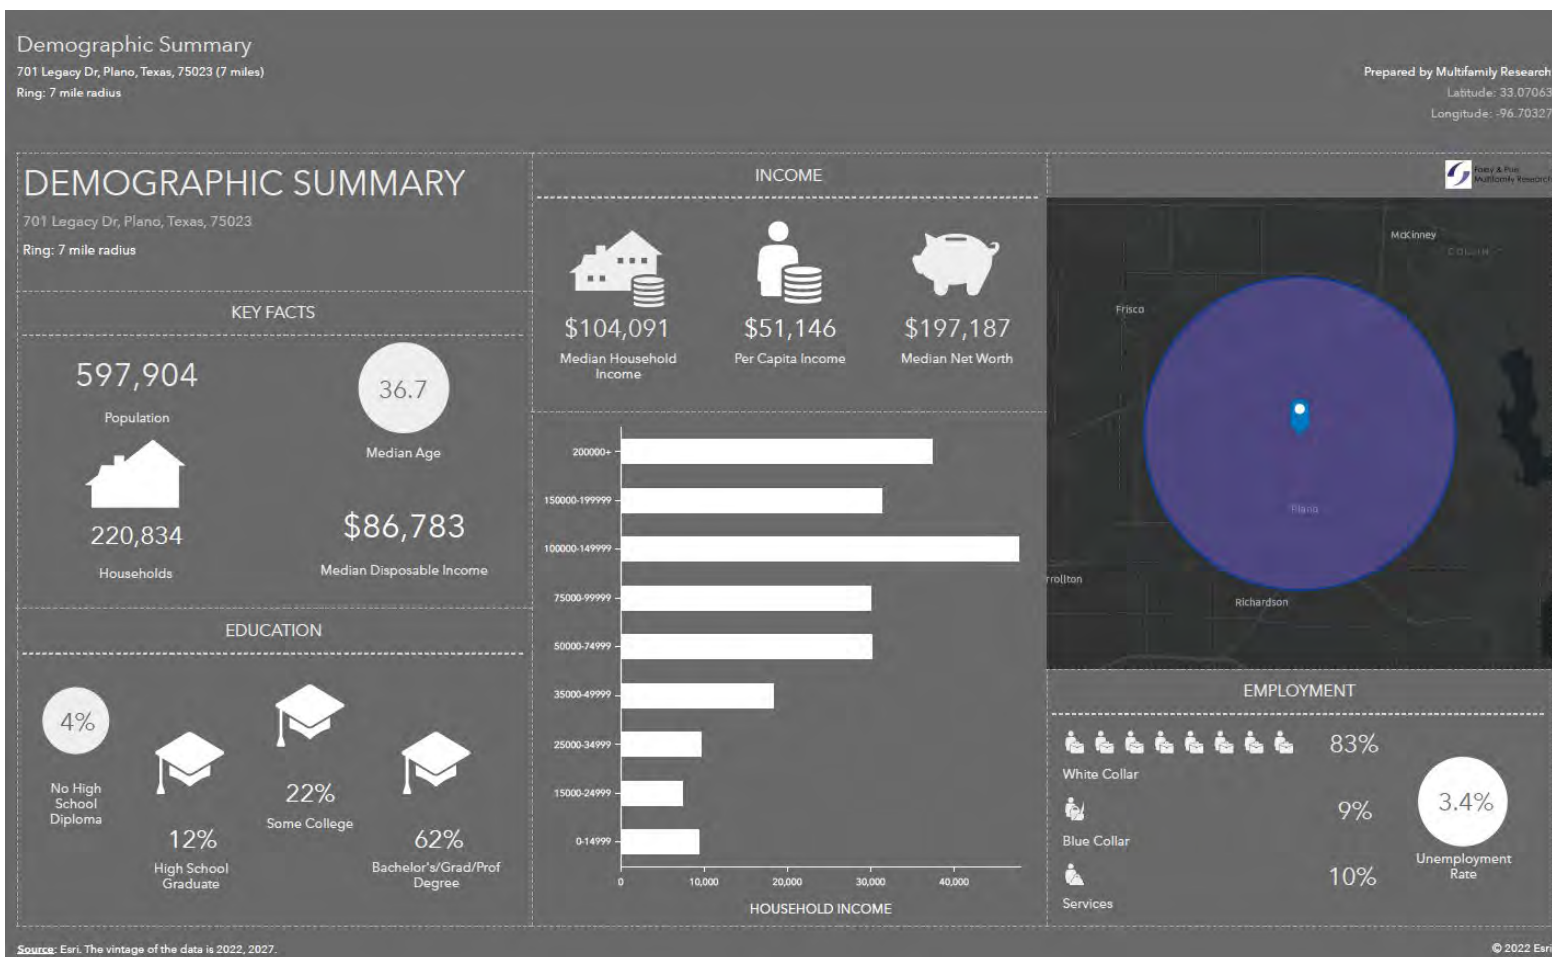 Demographic Summary
701 Legacy Dr, Plano, Texas, 75023 (7 miles)
Ring: 7 mile radius
Prepared by Multifamily Research
Latitude: 33.07063
Longitude: -96.70327
DEMOGRAPHIC SUMMARY
701 Legacy Dr, Plano, Texas, 75023
Ring: 7 mile radius
KEY FACTS
597,904
Population
36.7
Median Age
220,834
Households
$86,783
Median Disposable Income
EDUCATION
4%
No High
School
Diploma
12%
High School
Graduate
22%
Some College
62%
Bachelor's/Grad/Prof
Degree
INCOME
$104,091
Median Household
Income
$51,146
Per Capita Income
$197,187
Median Net Worth
200000+
150000-199999
100000-149999
75000-99999
50000-74999
35000-49999
25000-34999
15000-24999
0-14999
0
10,000
20,000
30,000
40,000
HOUSEHOLD INCOME
Multifamily Research
McKinney
COLLIN
Frisco
Plano
rrollton
Richardson
EMPLOYMENT
83%
White Collar
9%
Blue Collar
10%
Services
3.4%
Unemployment
Rate
Source: Esri. The vintage of the data is 2022, 2027.
© 2022 Esri